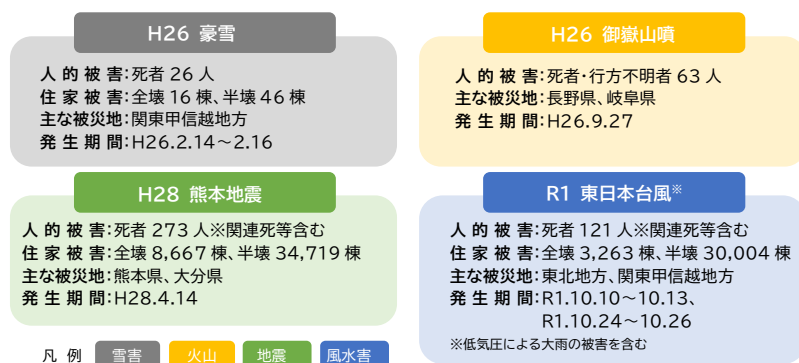 H26 豪雪
人的被害:死者 26 人
住家被害:全壊 16 棟、半壊 46 棟
主な被災地:関東甲信越地方
発生期間:H26.2.14～2.16
H26 御嶽山噴
人的被害:死者・行方不明者 63 人
主な被災地:長野県、岐阜県
発生期間:H26.9.27
H28 熊本地震
人的被害:死者 273 人※関連死等含む
住家被害:全壊 8,667 棟、半壊 34,719 棟
主な被災地:熊本県、大分県
発生期間:H28.4.14
R1 東日本台風※
人的被害:死者 121 人※関連死等含む
住家被害:全壊 3,263 棟、半壊 30,004 棟
主な被災地:東北地方、関東甲信越地方
発生期間:R1.10.10～10.13、
R1.10.24～10.26
※低気圧による大雨の被害を含む
凡例 雪害 火山 地震 風水害